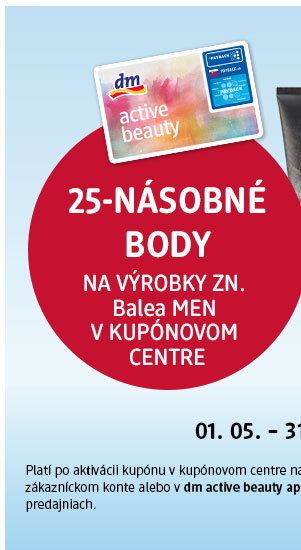 dm
active
beauty
PAYBACK
25-NÁSOBNÉ
BODY
NA VÝROBKY ZN.
Balea MEN
V KUPÓNOVOM
CENTRE
01. 05. – 31
Platí po aktivácii kupónu v kupónovom centre na
zákazníckom konte alebo v dm active beauty ap
predajniach.